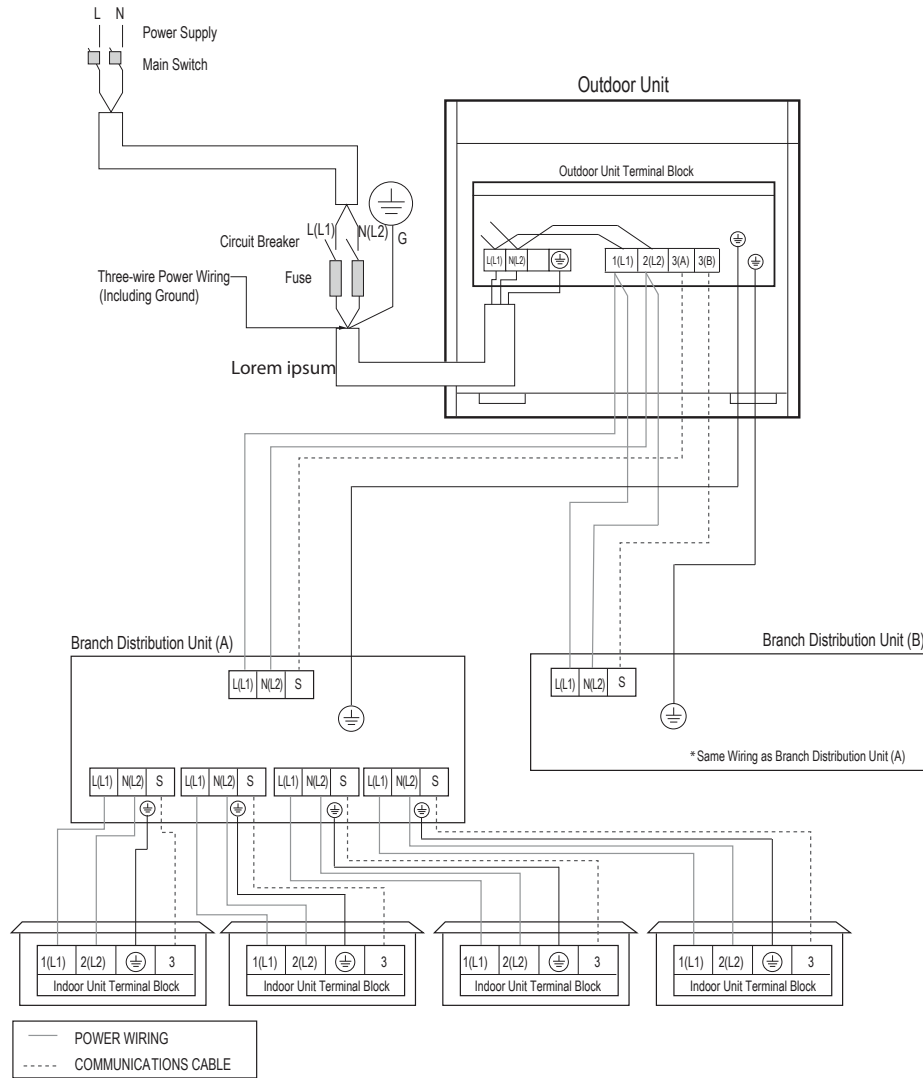 L N
Power Supply
Main Switch
Outdoor Unit
Outdoor Unit Terminal Block
L(L1) N(L2) G
Circuit Breaker
Fuse
Three-wire Power Wiring
(Including Ground)
Lorem ipsum
L(L1) N(L2)
1(L1) 2(L2) 3(A) 3(B)
Branch Distribution Unit (A)
L(L1) N(L2) S
Branch Distribution Unit (B)
L(L1) N(L2) S
*Same Wiring as Branch Distribution Unit (A)
L(L1) N(L2) S
L(L1) N(L2) S
L(L1) N(L2) S
L(L1) N(L2) S
1(L1) 2(L2) 3
Indoor Unit Terminal Block
1(L1) 2(L2) 3
Indoor Unit Terminal Block
1(L1) 2(L2) 3
Indoor Unit Terminal Block
1(L1) 2(L2) 3
Indoor Unit Terminal Block
POWER WIRING
COMMUNICATIONS CABLE